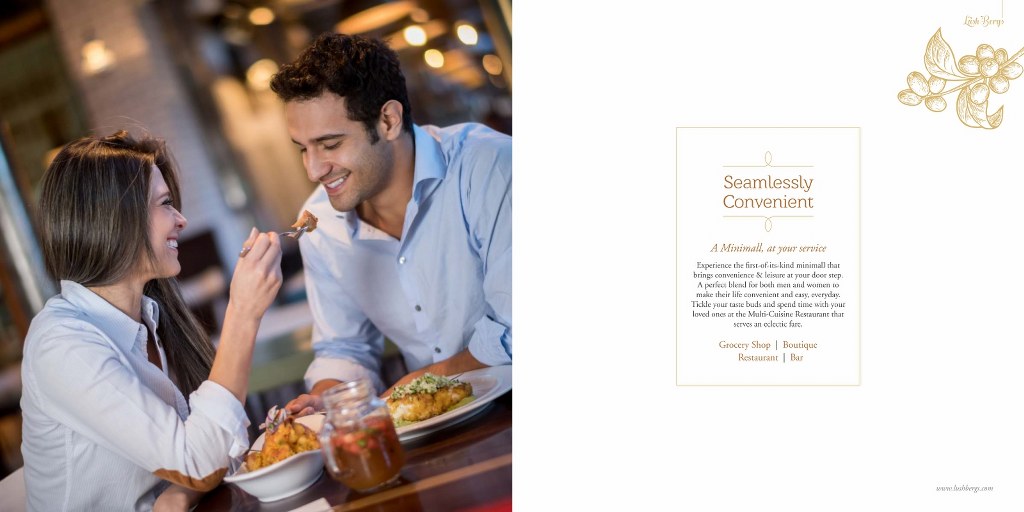 Lush Bergs
Seamlessly
Convenient
A Minimall, at your service
Experience the first-of-its-kind minimall that
brings convenience & leisure at your door step.
A perfect blend for both men and women to
make their life convenient and easy, everyday.
Tickle your taste buds and spend time with your
loved ones at the Multi-Cuisine Restaurant that
serves an eclectic fare.
Grocery Shop | Boutique
Restaurant | Bar
www.lushbergs.com